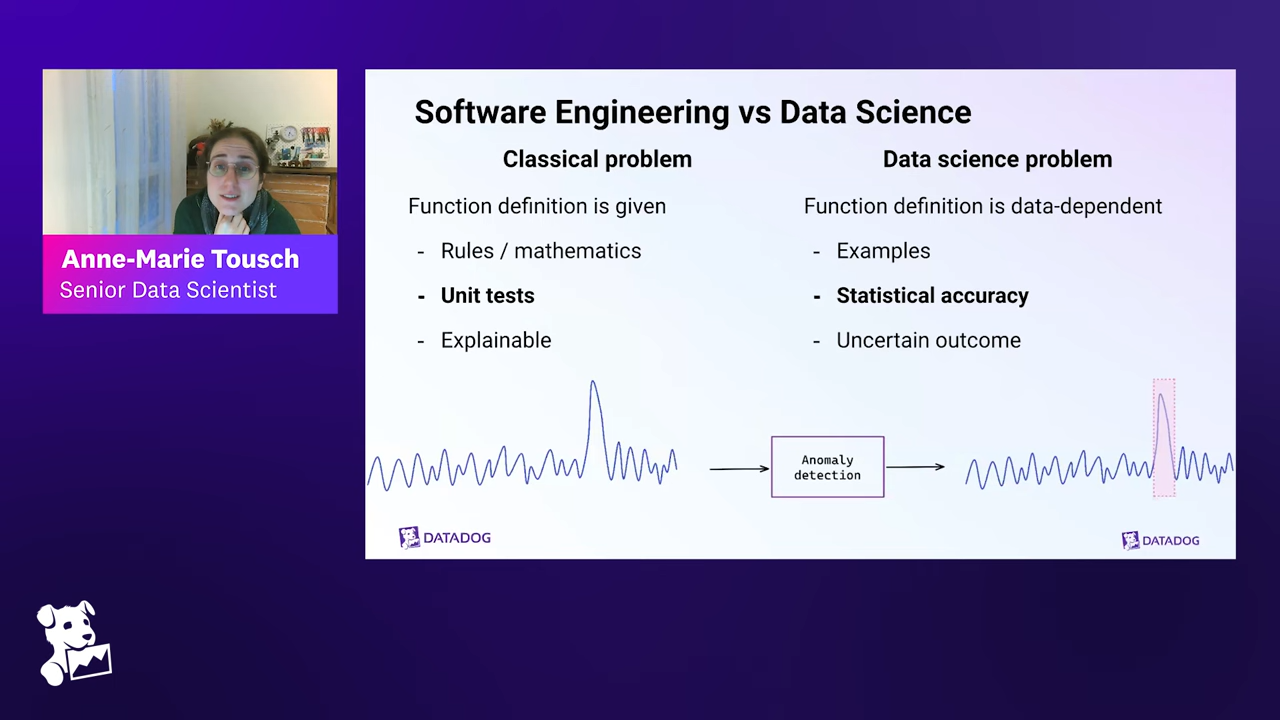 Anne-Marie Tousch
Senior Data Scientist
Software Engineering vs Data Science
Classical problem
Function definition is given
- Rules / mathematics
- Unit tests
- Explainable
Data science problem
Function definition is data-dependent
- Examples
- Statistical accuracy
- Uncertain outcome
Anomaly
detection
DATADOG
DATADOG